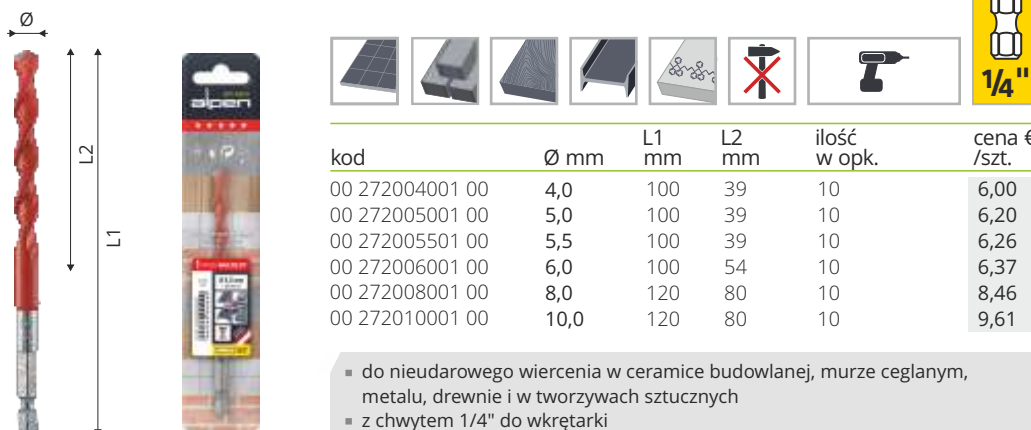 Ø
L2
L1
alpen
1/4"
kod Ø mm L1 mm L2 mm ilość w opk. cena € /szt.
00 272004001 00 4,0 100 39 10 6,00
00 272005001 00 5,0 100 39 10 6,20
00 272005501 00 5,5 100 39 10 6,26
00 272006001 00 6,0 100 54 10 6,37
00 272008001 00 8,0 120 80 10 8,46
00 272010001 00 10,0 120 80 10 9,61
▪ do nieudarowego wiercenia w ceramice budowlanej, murze ceglanym,
metalu, drewnie i w tworzywach sztucznych
▪ z chwytem 1/4" do wkrętarki